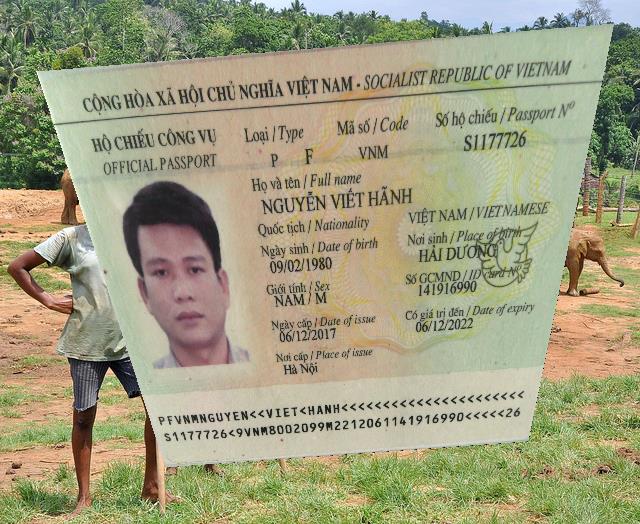 CỘNG HÒA XÃ HỘI CHỦ NGHĨA VIỆT NAM - SOCIALIST REPUBLIC OF VIETNAM
HỘ CHIẾU CÔNG VỤ
OFFICIAL PASSPORT
Loại / Type Mã số / Code Số hộ chiếu / Passport Nº
P F VNM S1177726
Họ và tên / Full name
NGUYỄN VIẾT HÃNH
Quốc tịch / Nationality VIỆT NAM / VIETNAMESE
Ngày sinh / Date of birth Nơi sinh / Place of birth
09/02/1980 HẢI DƯƠNG
Giới tính / Sex Số GCMND / ID card Nº
NAM / M 141916990
Ngày cấp / Date of issue Có giá trị đến / Date of expiry
06/12/2017 06/12/2022
Nơi cấp / Place of issue
Hà Nội
PFVNMNGUYEN<<VIET<HANH<<<<<<<<<<<<<<<<<<<<<<
S1177726<9VNM8002099M2212061141916990<<<<<26